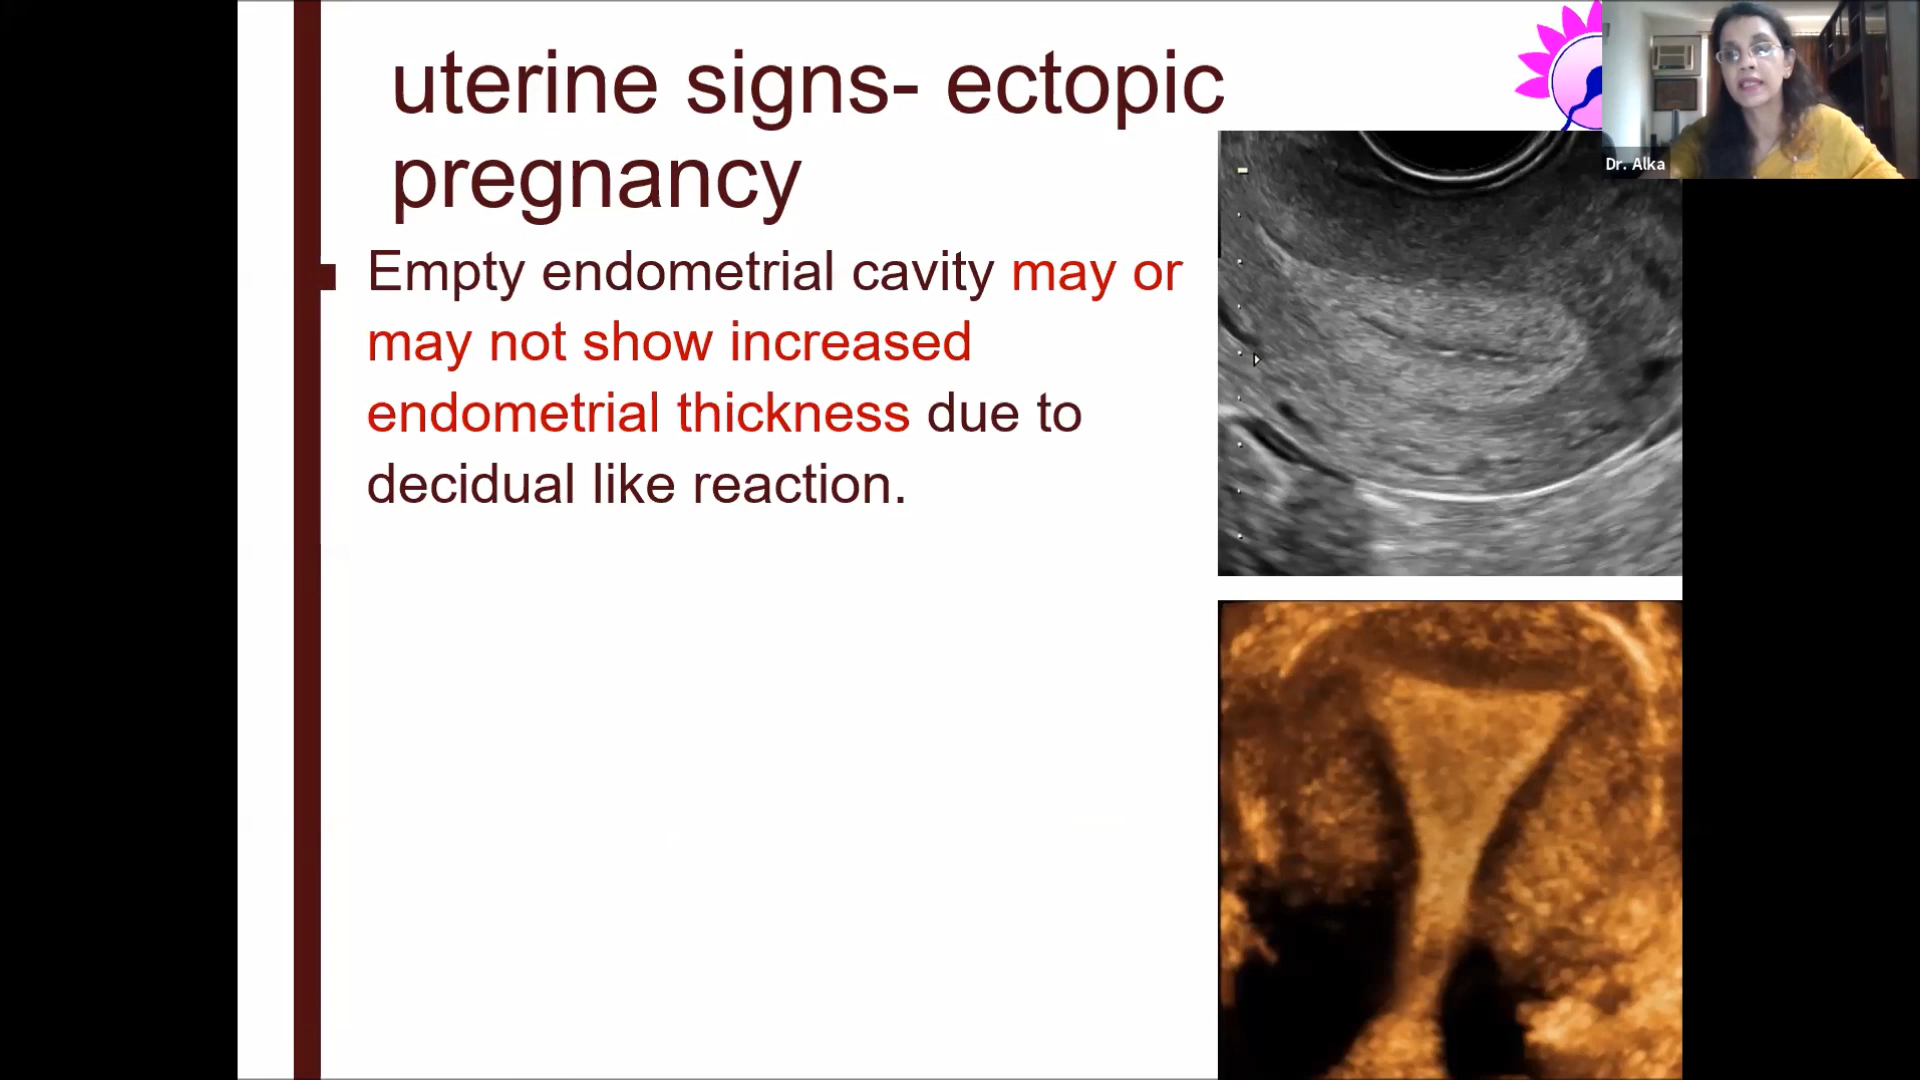 uterine signs- ectopic
pregnancy
Empty endometrial cavity may or
may not show increased
endometrial thickness due to
decidual like reaction.
Dr. Alka